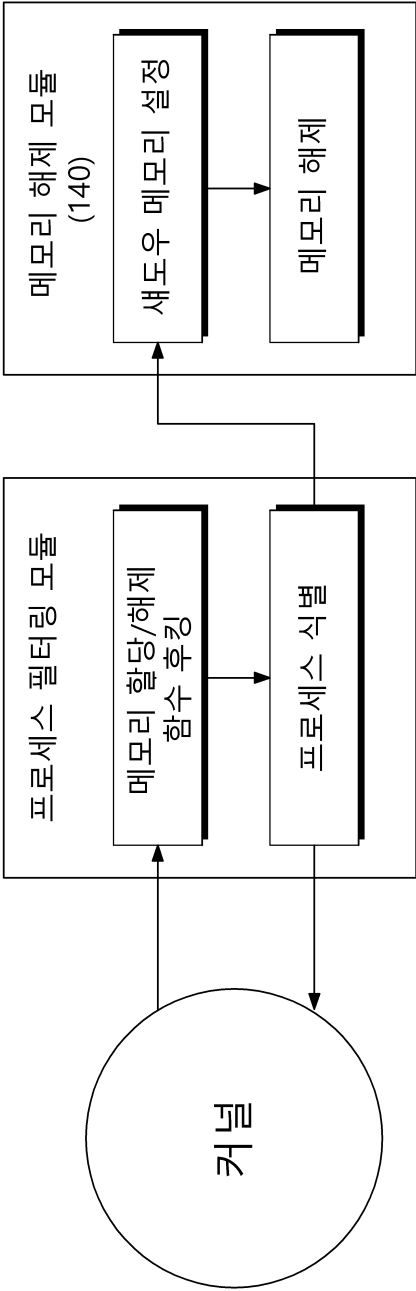 커널
프로세스 필터링 모듈
메모리 할당/해제
함수 후킹
프로세스 식별
메모리 해제 모듈
(140)
섀도우 메모리 설정
메모리 해제